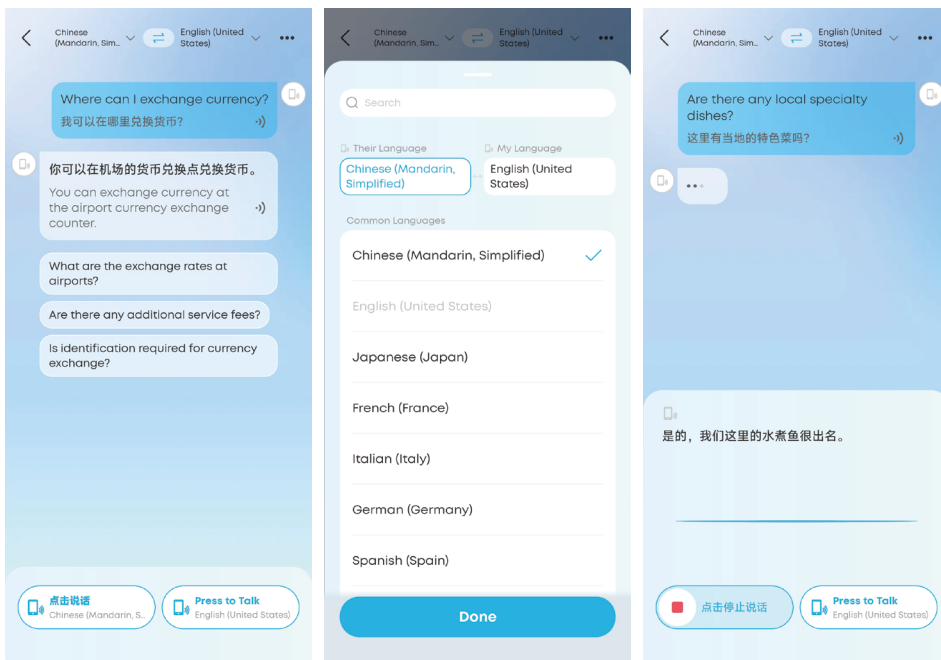 Chinese
(Mandarin, Sim..
English (United
States)
Where can I exchange currency?
我可以在哪里兑换货币？
你可以在机场的货币兑换点兑换货币。
You can exchange currency at
the airport currency exchange
counter.
What are the exchange rates at
airports?
Are there any additional service fees?
Is identification required for currency
exchange?
点击说话
Chinese (Mandarin, S..
Press to Talk
English (United States)
Chinese
(Mandarin, Sim..
English (United
States)
Search
Their Language
My Language
Chinese (Mandarin,
Simplified)
English (United
States)
Common Languages
Chinese (Mandarin, Simplified)
English (United States)
Japanese (Japan)
French (France)
Italian (Italy)
German (Germany)
Spanish (Spain)
Done
Chinese
(Mandarin, Sim..
English (United
States)
Are there any local specialty
dishes?
这里有当地的特色菜吗？
是的，我们这里的水煮鱼很出名。
点击停止说话
Press to Talk
English (United States)